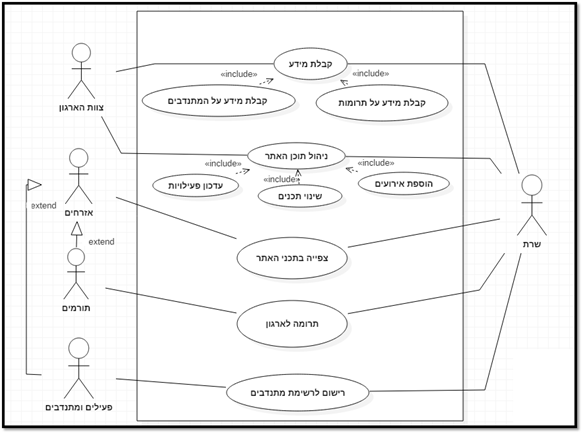 קבלת מידע
«include»
«include»
קבלת מידע על המתנדבים
קבלת מידע על תרומות
צוות הארגון
ניהול תוכן האתר
«include»
«include»
«include»
עדכון פעילויות
הוספת אירועים
שינוי תכנים
extend
אזרחים
שרת
extend
צפייה בתכני האתר
תורמים
תרומה לארגון
רישום לרשימת מתנדבים
פעילים ומתנדבים